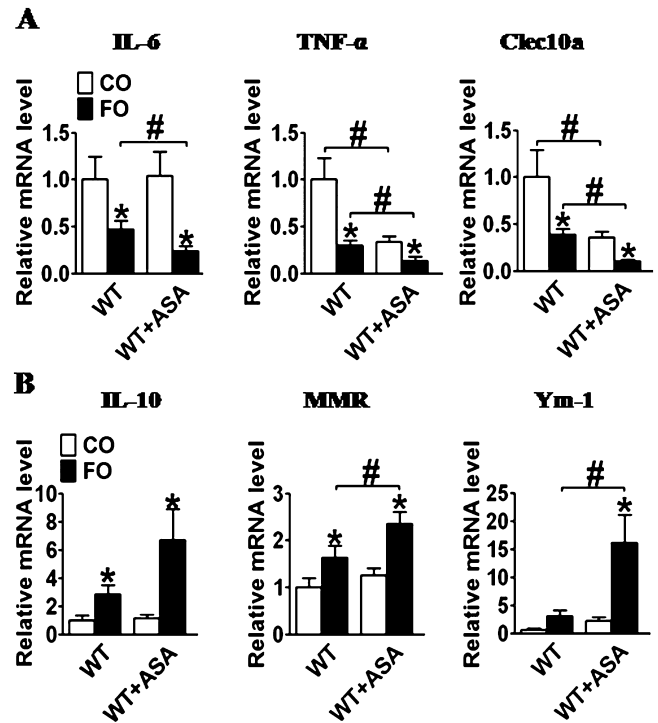 A
IL-6 TNF-α Clec10a
CO
FO
Relative mRNA level
1.5
1.0
0.5
0.0
#
*
*
WT
WT+ASA
Relative mRNA level
1.5
1.0
0.5
0.0
#
#
*
*
WT
WT+ASA
Relative mRNA level
1.5
1.0
0.5
0.0
#
#
*
*
WT
WT+ASA
B
IL-10 MMR Ym-1
CO
FO
Relative mRNA level
10
8
6
4
2
0
*
*
WT
WT+ASA
Relative mRNA level
3
2
1
0
#
*
*
WT
WT+ASA
Relative mRNA level
25
20
15
10
5
0
#
*
WT
WT+ASA